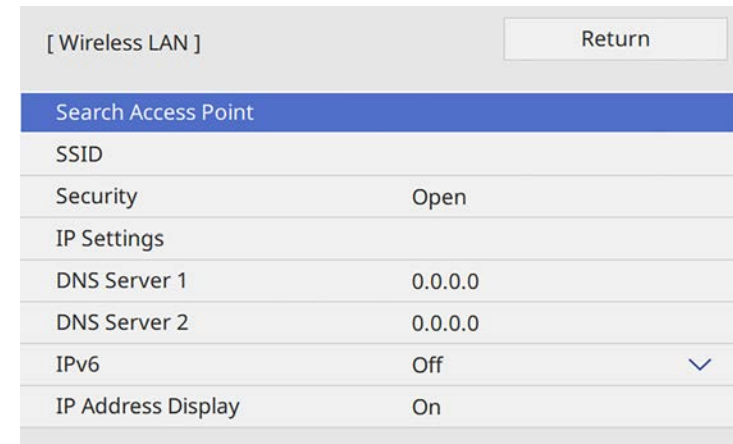 [ Wireless LAN ] Return
Search Access Point
SSID
Security Open
IP Settings
DNS Server 1 0.0.0.0
DNS Server 2 0.0.0.0
IPv6 Off
IP Address Display On